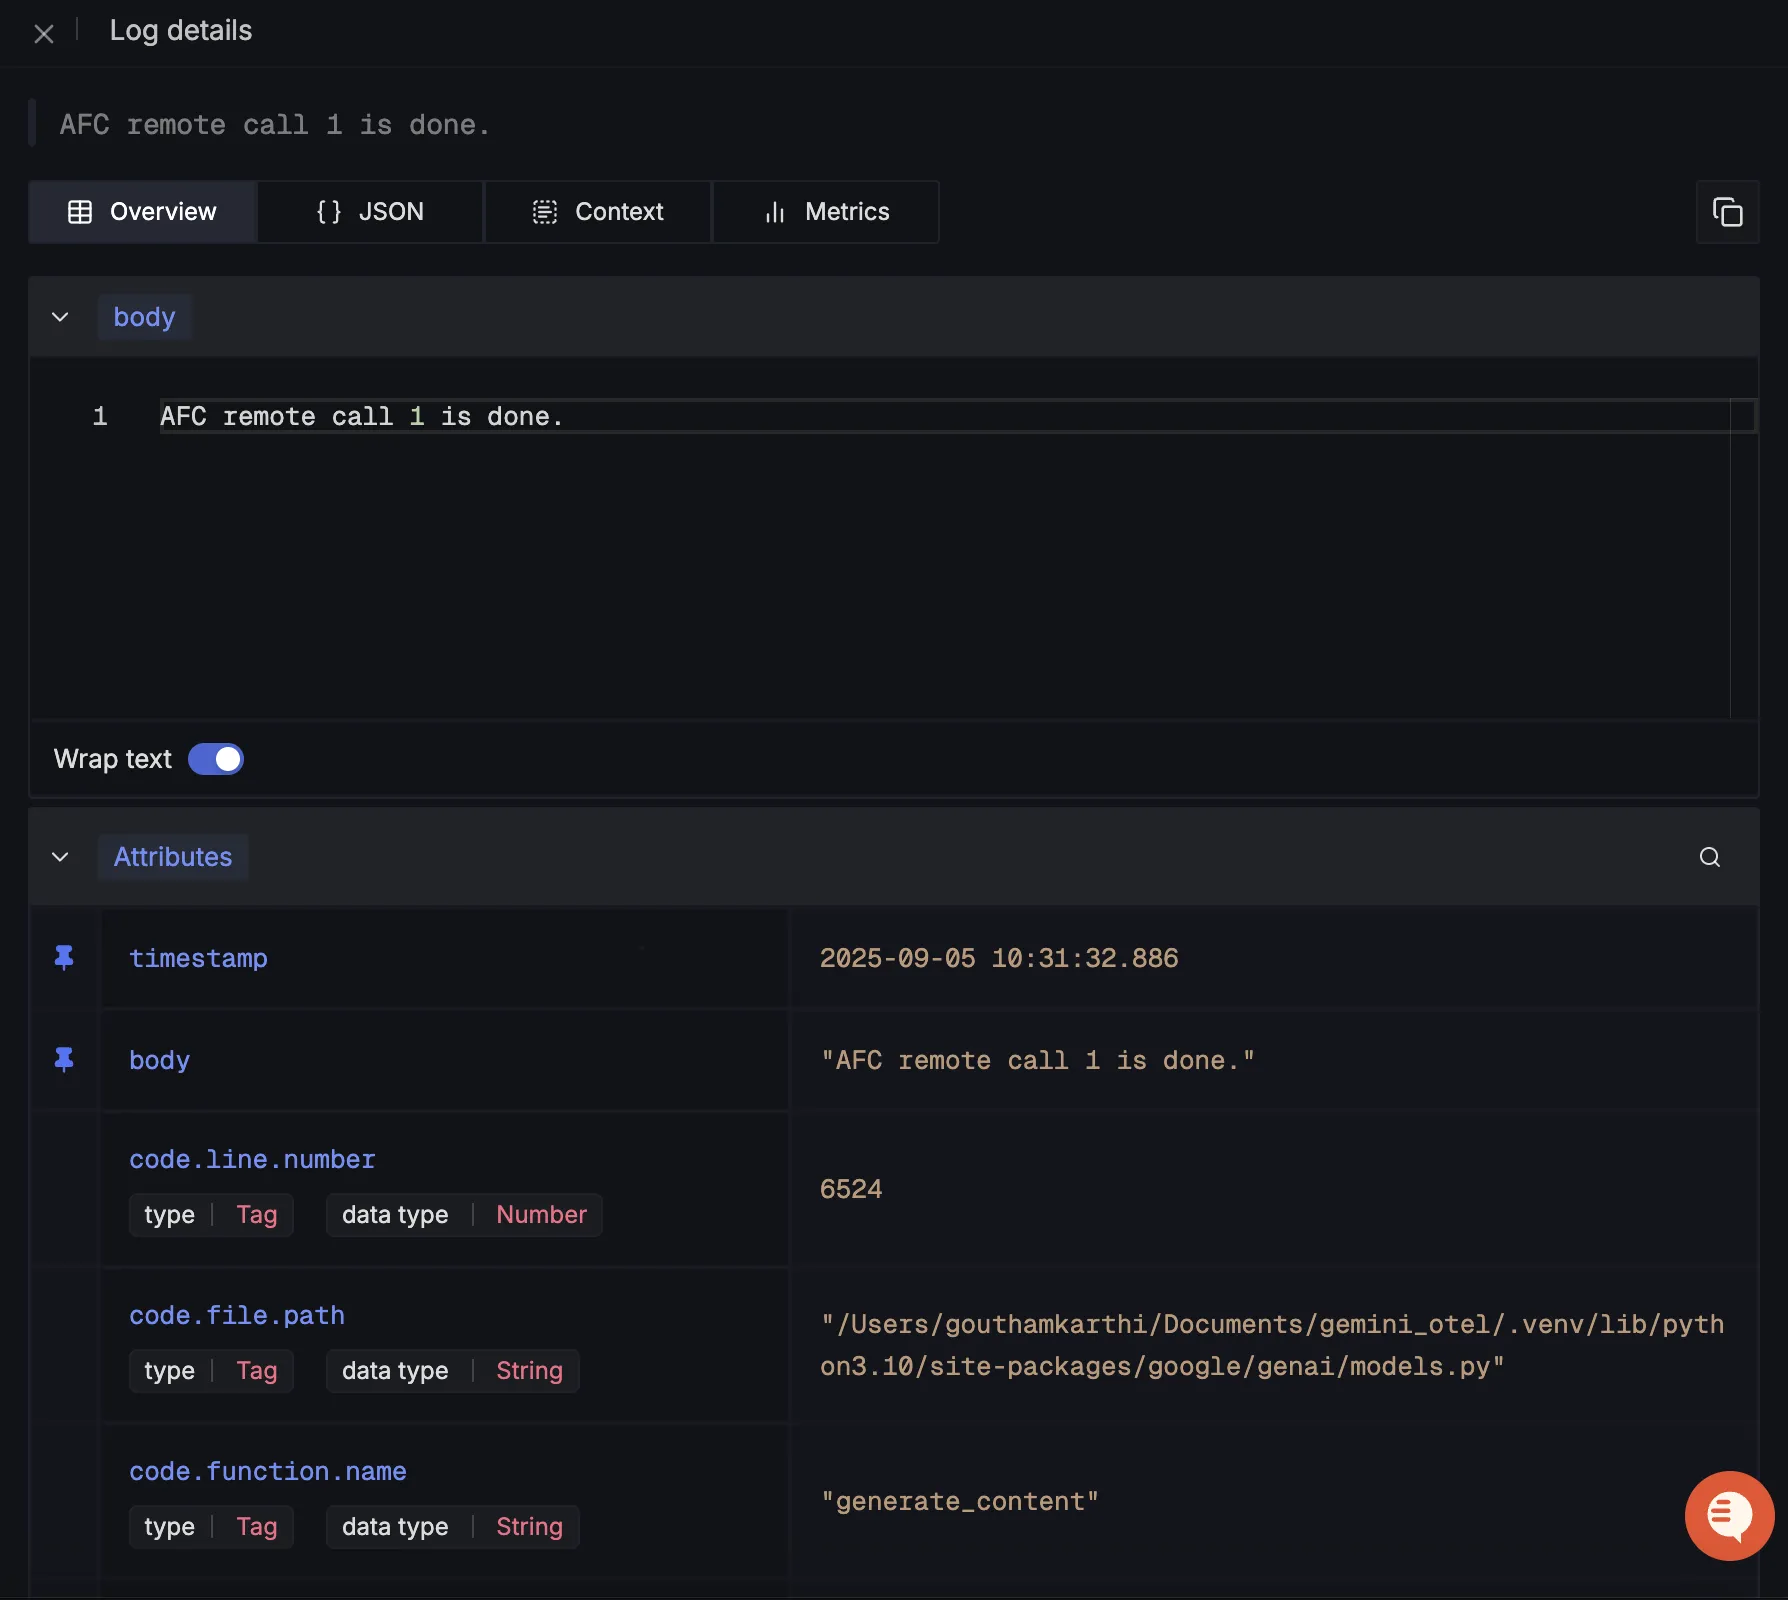 Log details
AFC remote call 1 is done.
Overview
{ } JSON
Context
Metrics
body
1 AFC remote call 1 is done.
Wrap text
Attributes
timestamp 2025-09-05 10:31:32.886
body "AFC remote call 1 is done."
code.line.number
type Tag data type Number
6524
code.file.path
type Tag data type String
"/Users/gouthamkarthi/Documents/gemini_otel/.venv/lib/pyth
on3.10/site-packages/google/genai/models.py"
code.function.name
type Tag data type String
"generate_content"